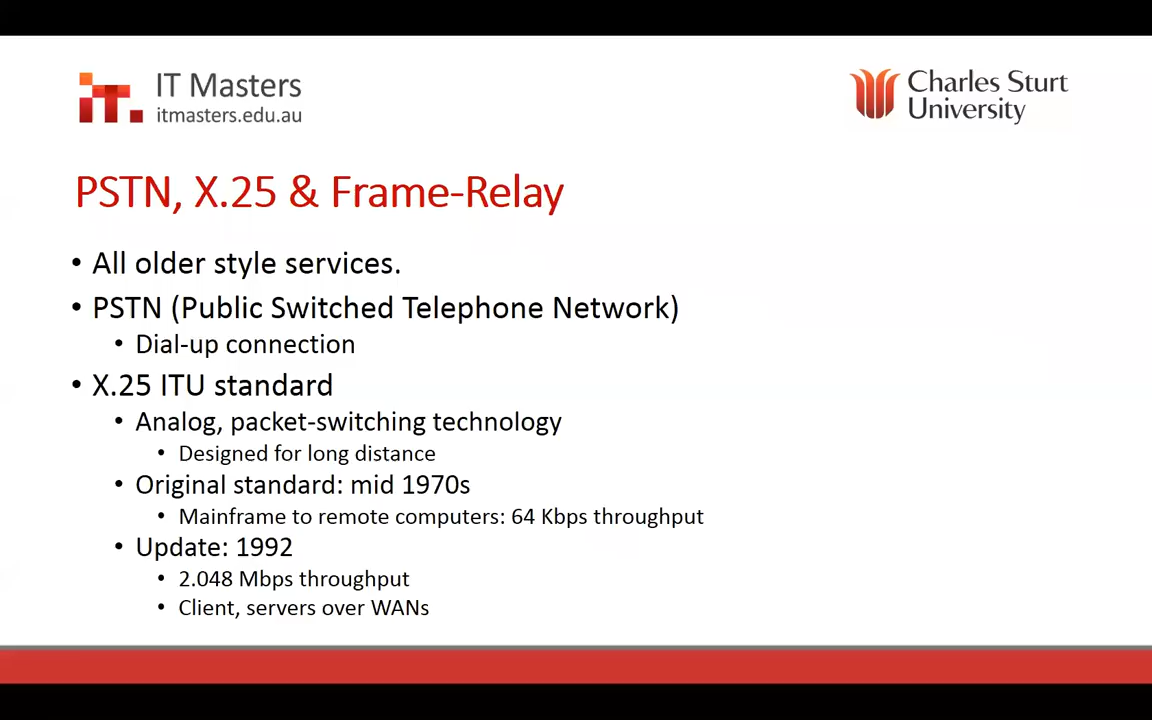 IT Masters
itmasters.edu.au
Charles Sturt
University
PSTN, X.25 & Frame-Relay
• All older style services.
• PSTN (Public Switched Telephone Network)
• Dial-up connection
• X.25 ITU standard
• Analog, packet-switching technology
• Designed for long distance
• Original standard: mid 1970s
• Mainframe to remote computers: 64 Kbps throughput
• Update: 1992
• 2.048 Mbps throughput
• Client, servers over WANs